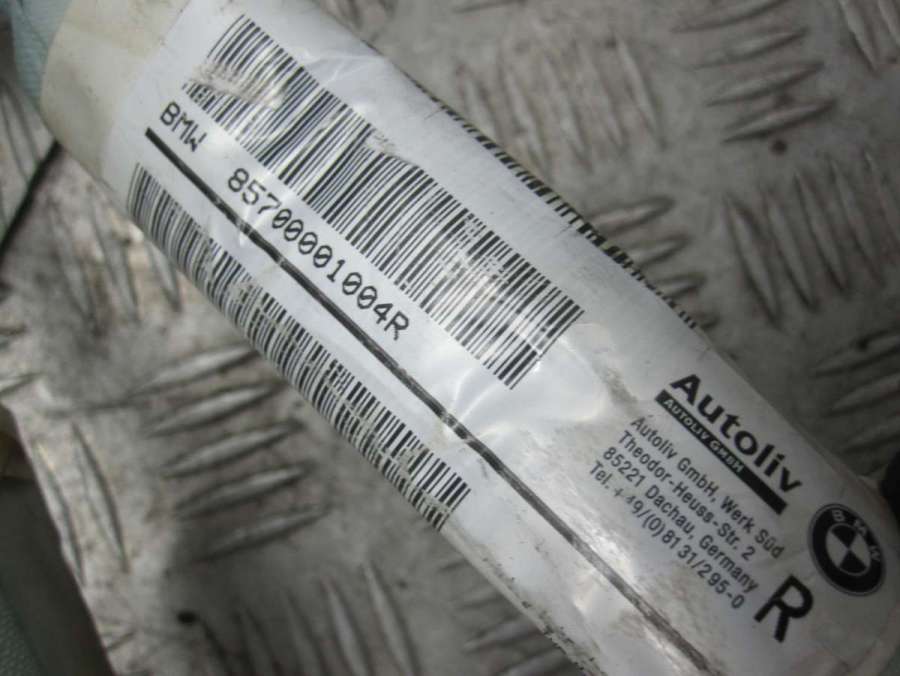 BMW 857000001004R
Autoliv
AUTOLIV GMBH
Autoliv GmbH, Werk Süd
Theodor-Heuss-Str. 2
85221 Dachau, Germany
Tel. +49/(0)8131/295-0
BMW
R